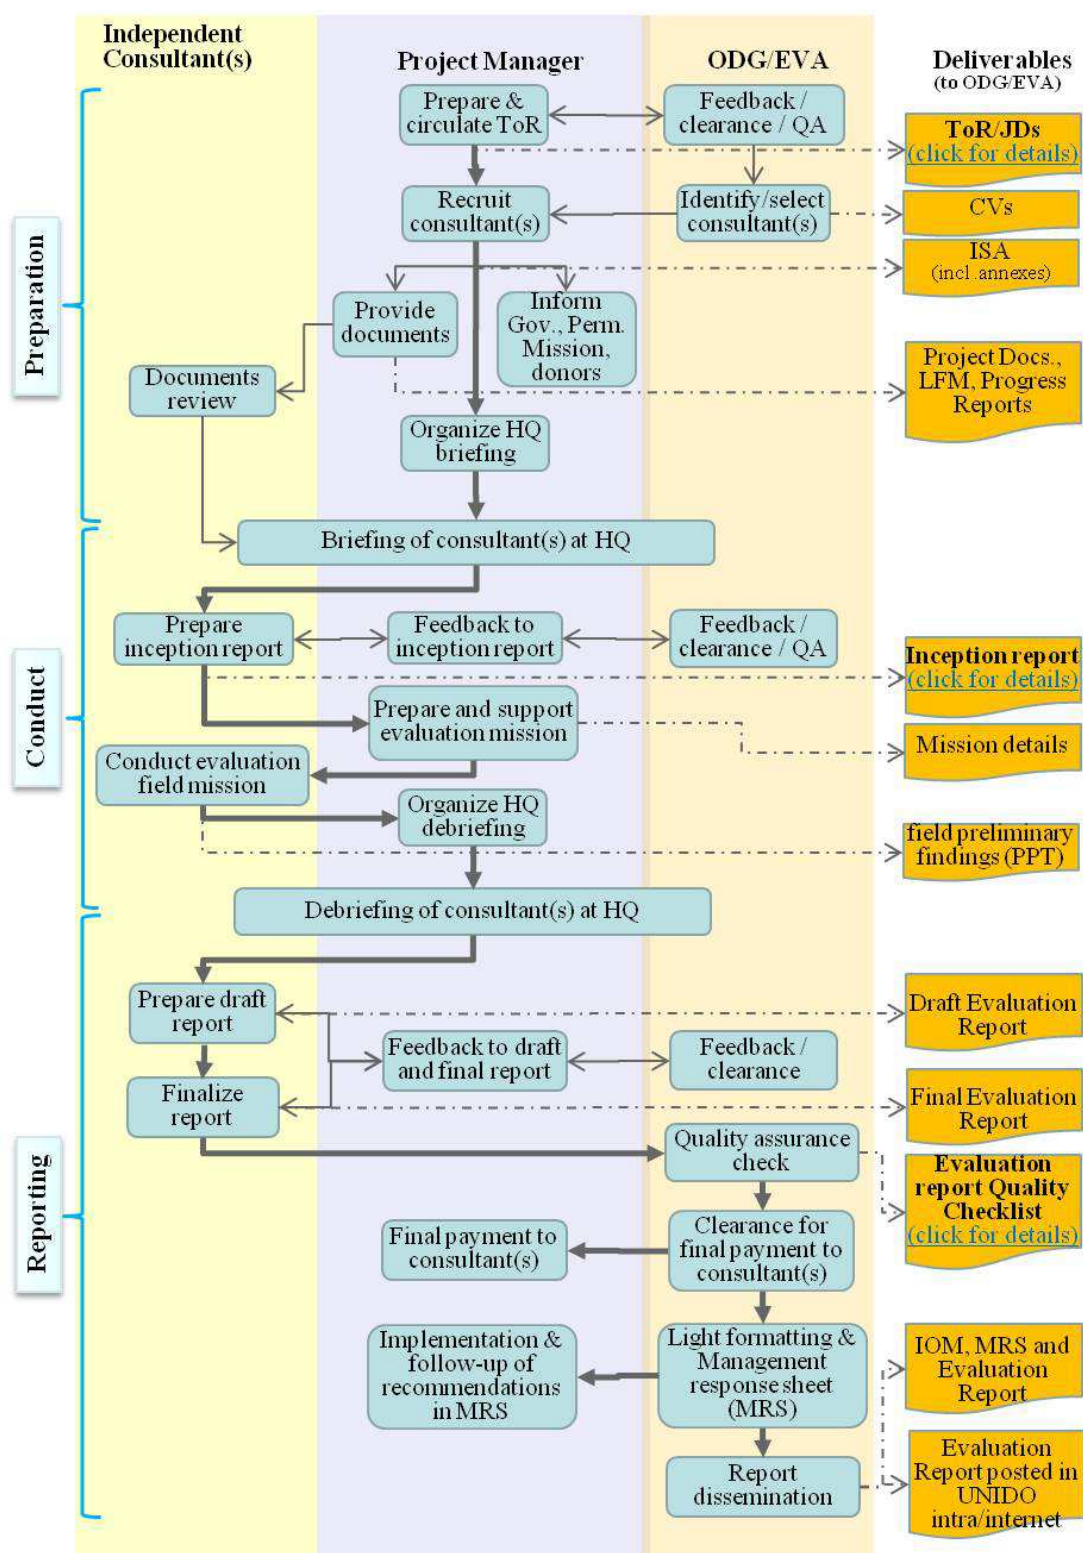 Independent
Consultant(s)
Project Manager
ODG/EVA
Deliverables
(to ODG/EVA)
Preparation
Prepare &
circulate ToR
Feedback /
clearance / QA
ToR/JDs
(click for details)
Recruit
consultant(s)
Identify/select
consultant(s)
CVs
ISA
(incl .annexes)
Provide
documents
Inform
Gov., Perm.
Mission,
donors
Project Docs.,
LFM, Progress
Reports
Documents
review
Organize HQ
briefing
Briefing of consultant(s) at HQ
Conduct
Prepare
inception report
Feedback to
inception report
Feedback /
clearance / QA
Inception report
(click for details)
Prepare and support
evaluation mission
Mission details
Conduct evaluation
field mission
Organize HQ
debriefing
field preliminary
findings (PPT)
Debriefing of consultant(s) at HQ
Reporting
Prepare draft
report
Draft Evaluation
Report
Feedback to draft
and final report
Feedback /
clearance
Finalize
report
Final Evaluation
Report
Quality assurance
check
Evaluation
report Quality
Checklist
(click for details)
Final payment to
consultant(s)
Clearance for
final payment to
consultant(s)
Implementation &
follow-up of
recommendations
in MRS
Light formatting &
Management
response sheet
(MRS)
IOM, MRS and
Evaluation
Report
Report
dissemination
Evaluation
Report posted in
UNIDO
intra/internet